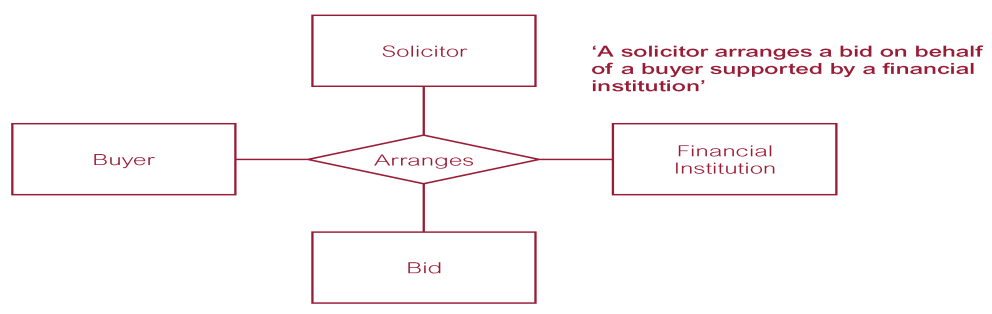 Solicitor
‘A solicitor arranges a bid on behalf
of a buyer supported by a financial
institution’
Buyer
Arranges
Financial
Institution
Bid